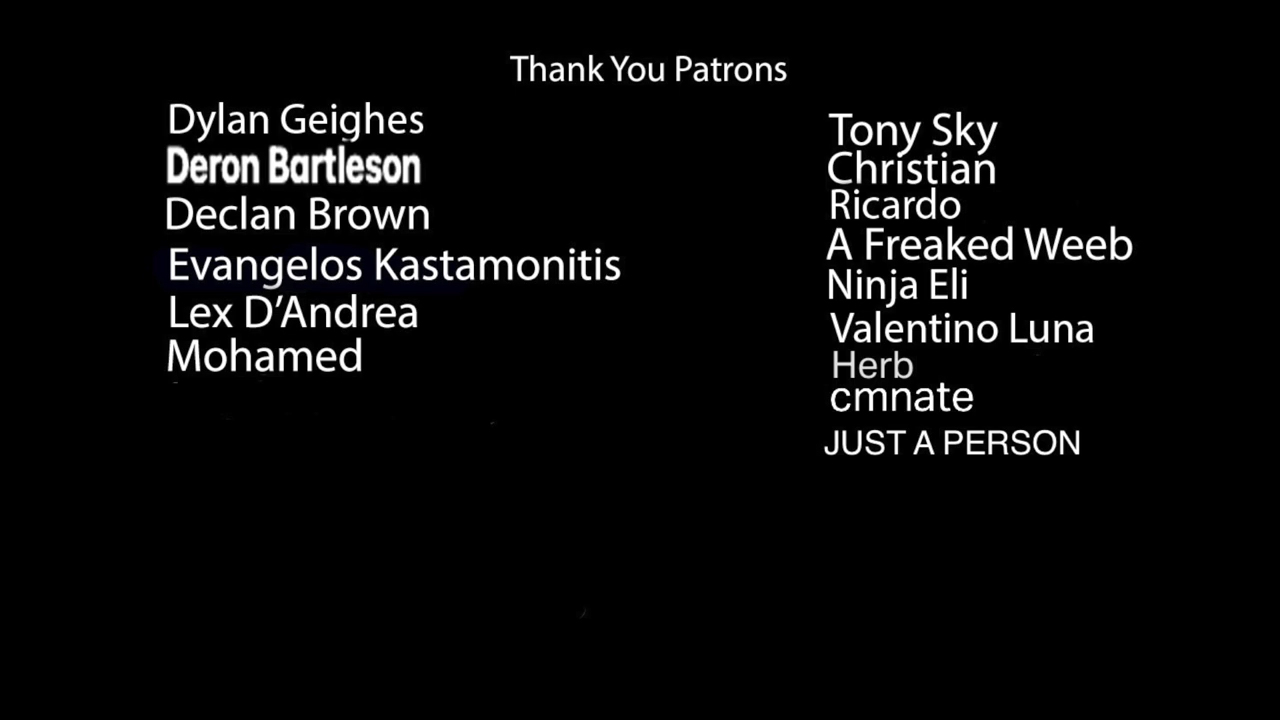 Thank You Patrons
Dylan Geighes
Deron Bartleson
Declan Brown
Evangelos Kastamonitis
Lex D’Andrea
Mohamed
Tony Sky
Christian
Ricardo
A Freaked Weeb
Ninja Eli
Valentino Luna
Herb
cmnate
JUST A PERSON